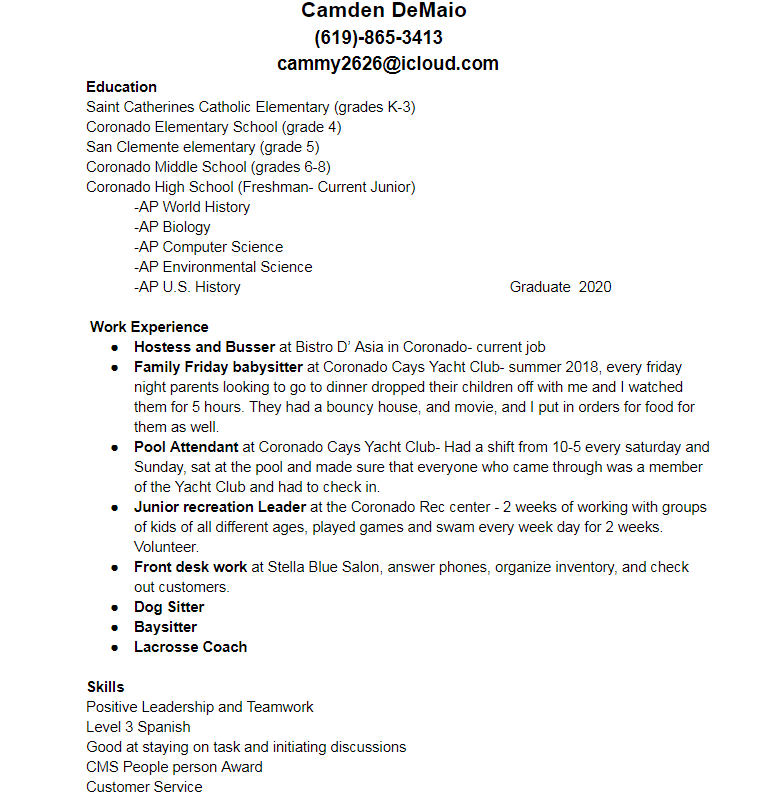 Camden DeMaio
(619)-865-3413
cammy2626@icloud.com
Education
Saint Catherines Catholic Elementary (grades K-3)
Coronado Elementary School (grade 4)
San Clemente elementary (grade 5)
Coronado Middle School (grades 6-8)
Coronado High School (Freshman- Current Junior)
-AP World History
-AP Biology
-AP Computer Science
-AP Environmental Science
-AP U.S. History Graduate 2020
Work Experience
● Hostess and Busser at Bistro D’ Asia in Coronado- current job
● Family Friday babysitter at Coronado Cays Yacht Club- summer 2018, every friday
night parents looking to go to dinner dropped their children off with me and I watched
them for 5 hours. They had a bouncy house, and movie, and I put in orders for food for
them as well.
● Pool Attendant at Coronado Cays Yacht Club- Had a shift from 10-5 every saturday and
Sunday, sat at the pool and made sure that everyone who came through was a member
of the Yacht Club and had to check in.
● Junior recreation Leader at the Coronado Rec center - 2 weeks of working with groups
of kids of all different ages, played games and swam every week day for 2 weeks.
Volunteer.
● Front desk work at Stella Blue Salon, answer phones, organize inventory, and check
out customers.
● Dog Sitter
● Baysitter
● Lacrosse Coach
Skills
Positive Leadership and Teamwork
Level 3 Spanish
Good at staying on task and initiating discussions
CMS People person Award
Customer Service